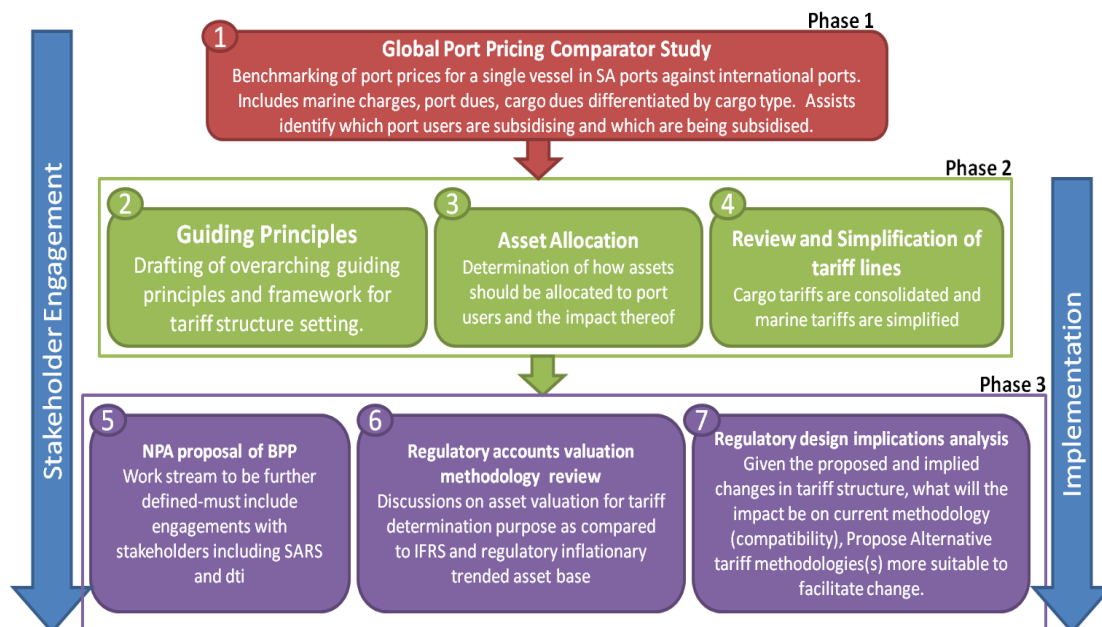 Phase 1
1
Global Port Pricing Comparator Study
Benchmarking of port prices for a single vessel in SA ports against international ports.
Includes marine charges, port dues, cargo dues differentiated by cargo type. Assists
identify which port users are subsidising and which are being subsidised.
Stakeholder Engagement
Phase 2
2
Guiding Principles
Drafting of overarching guiding
principles and framework for
tariff structure setting.
3
Asset Allocation
Determination of how assets
should be allocated to port
users and the impact thereof
4
Review and Simplification of
tariff lines
Cargo tariffs are consolidated and
marine tariffs are simplified
Implementation
Phase 3
5
NPA proposal of BPP
Work stream to be further
defined-must include
engagements with
stakeholders including SARS
and dti
6
Regulatory accounts valuation
methodology review
Discussions on asset valuation for tariff
determination purpose as compared
to IFRS and regulatory inflationary
trended asset base
7
Regulatory design implications analysis
Given the proposed and implied
changes in tariff structure, what will the
impact be on current methodology
(compatibility), Propose Alternative
tariff methodologies(s) more suitable to
facilitate change.